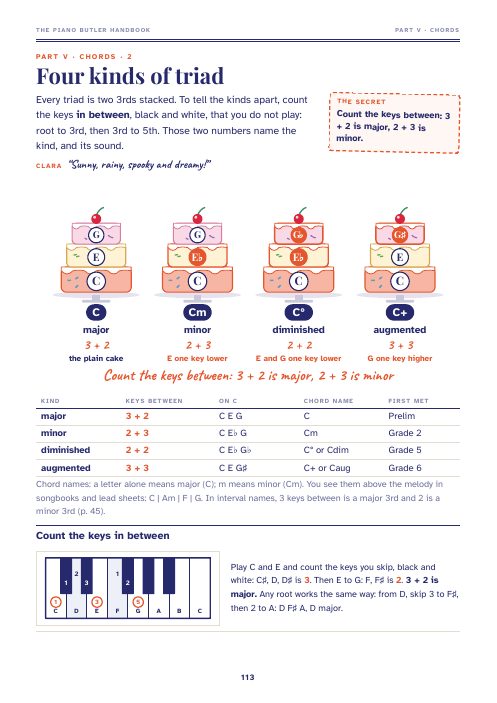 THE PIANO BUTLER HANDBOOK
PART V · CHORDS
PART V · CHORDS · 2
Four kinds of triad
Every triad is two 3rds stacked. To tell the kinds apart, count
the keys in between, black and white, that you do not play:
root to 3rd, then 3rd to 5th. Those two numbers name the
kind, and its sound.
THE SECRET
Count the keys between: 3
+ 2 is major, 2 + 3 is
minor.
CLARA "Sunny, rainy, spooky and dreamy!"
G G G♭ G♯
E E♭ E♭ E
C C C C
C Cm C° C+
major minor diminished augmented
3 + 2 2 + 3 2 + 2 3 + 3
the plain cake E one key lower E and G one key lower G one key higher
Count the keys between: 3 + 2 is major, 2 + 3 is minor
KIND KEYS BETWEEN ON C CHORD NAME FIRST MET
major 3 + 2 C E G C Prelim
minor 2 + 3 C E♭ G Cm Grade 2
diminished 2 + 2 C E♭ G♭ C° or Cdim Grade 5
augmented 3 + 3 C E G♯ C+ or Caug Grade 6
Chord names: a letter alone means major (C); m means minor (Cm). You see them above the melody in
songbooks and lead sheets: C | Am | F | G. In interval names, 3 keys between is a major 3rd and 2 is a
minor 3rd (p. 45).
Count the keys in between
2 1
1 3 2
1 3 5
C D E F G A B C
Play C and E and count the keys you skip, black and
white: C♯, D, D♯ is 3. Then E to G: F, F♯ is 2. 3 + 2 is
major. Any root works the same way: from D, skip 3 to F♯,
then 2 to A: D F♯ A, D major.
113